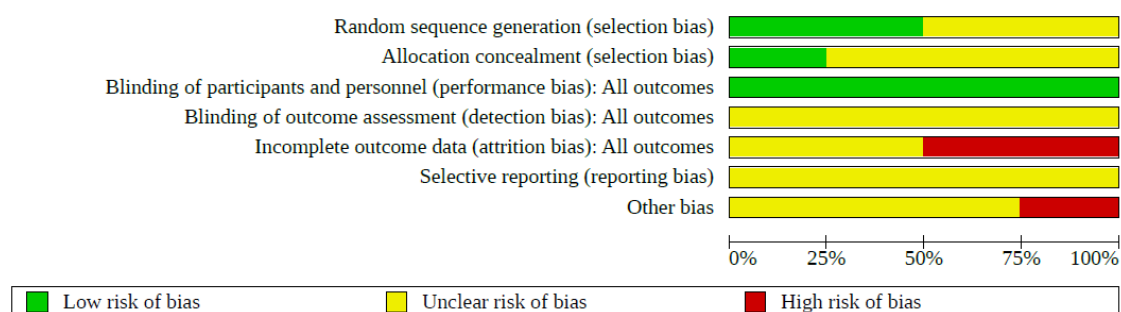 Random sequence generation (selection bias)
Allocation concealment (selection bias)
Blinding of participants and personnel (performance bias): All outcomes
Blinding of outcome assessment (detection bias): All outcomes
Incomplete outcome data (attrition bias): All outcomes
Selective reporting (reporting bias)
Other bias
0% 25% 50% 75% 100%
Low risk of bias Unclear risk of bias High risk of bias